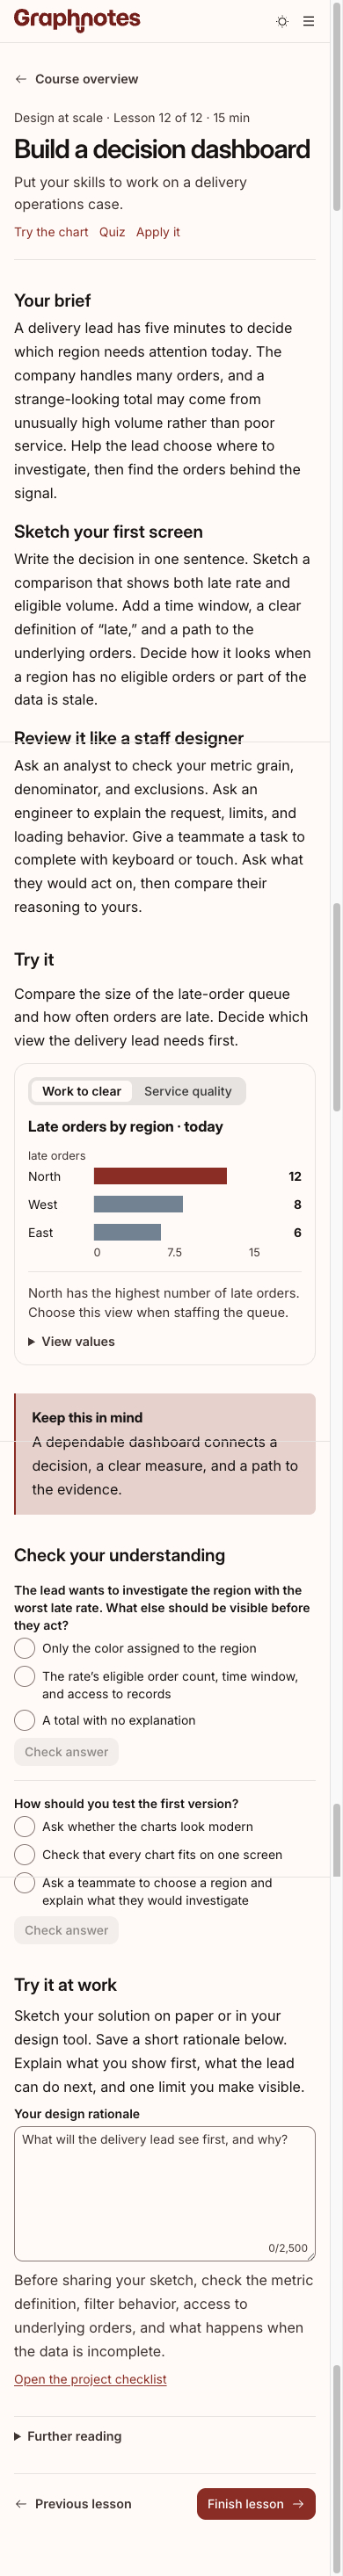 Graphnotes
Course overview
Design at scale · Lesson 12 of 12 · 15 min
Build a decision dashboard
Put your skills to work on a delivery
operations case.
Try the chart Quiz Apply it
Your brief
A delivery lead has five minutes to decide
which region needs attention today. The
company handles many orders, and a
strange-looking total may come from
unusually high volume rather than poor
service. Help the lead choose where to
investigate, then find the orders behind the
signal.
Sketch your first screen
Write the decision in one sentence. Sketch a
comparison that shows both late rate and
eligible volume. Add a time window, a clear
definition of “late,” and a path to the
underlying orders. Decide how it looks when
a region has no eligible orders or part of the
data is stale.
Review it like a staff designer
Ask an analyst to check your metric grain,
denominator, and exclusions. Ask an
engineer to explain the request, limits, and
loading behavior. Give a teammate a task to
complete with keyboard or touch. Ask what
they would act on, then compare their
reasoning to yours.
Try it
Compare the size of the late-order queue
and how often orders are late. Decide which
view the delivery lead needs first.
Work to clear Service quality
Late orders by region · today
late orders
North 12
West 8
East 6
0 7.5 15
North has the highest number of late orders.
Choose this view when staffing the queue.
View values
Keep this in mind
A dependable dashboard connects a
decision, a clear measure, and a path to
the evidence.
Check your understanding
The lead wants to investigate the region with the
worst late rate. What else should be visible before
they act?
Only the color assigned to the region
The rate’s eligible order count, time window,
and access to records
A total with no explanation
Check answer
How should you test the first version?
Ask whether the charts look modern
Check that every chart fits on one screen
Ask a teammate to choose a region and
explain what they would investigate
Check answer
Try it at work
Sketch your solution on paper or in your
design tool. Save a short rationale below.
Explain what you show first, what the lead
can do next, and one limit you make visible.
Your design rationale
What will the delivery lead see first, and why?
0/2,500
Before sharing your sketch, check the metric
definition, filter behavior, access to
underlying orders, and what happens when
the data is incomplete.
Open the project checklist
Further reading
Previous lesson Finish lesson